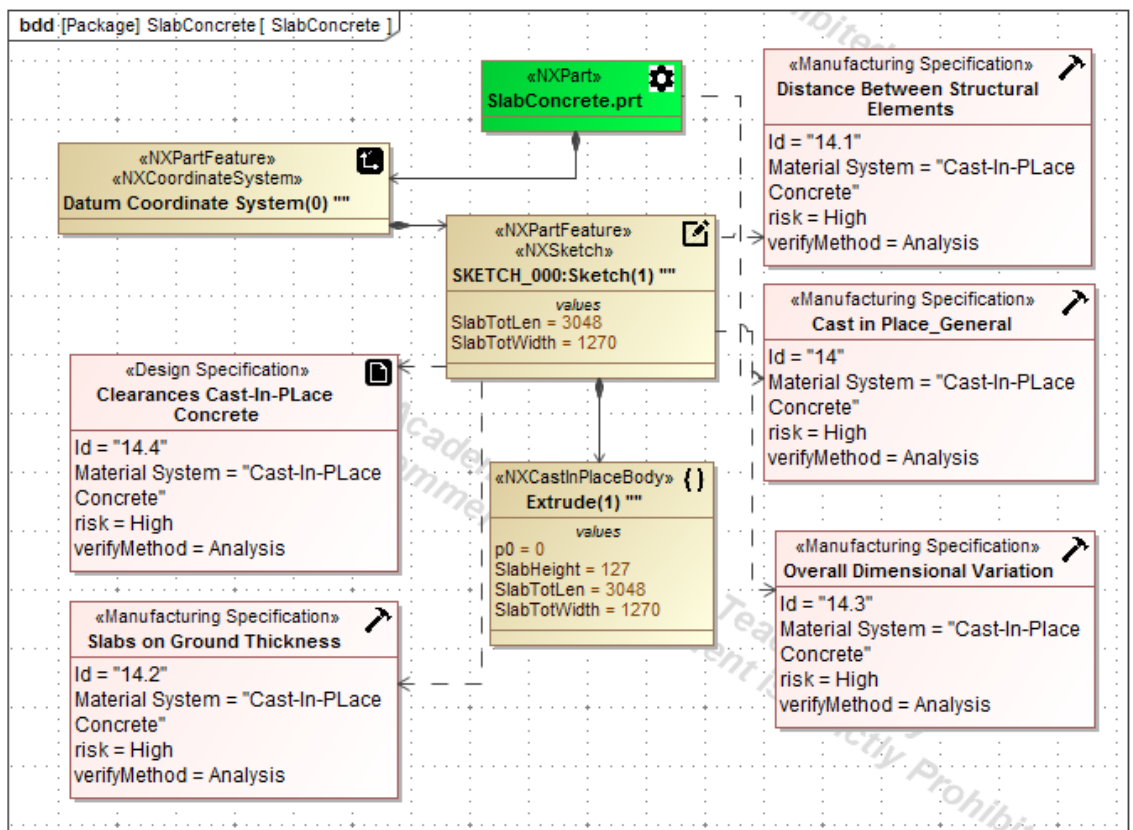 bdd [Package] SlabConcrete [ SlabConcrete ]
«NXPart»
SlabConcrete.prt
«Manufacturing Specification»
Distance Between Structural
Elements
Id = "14.1"
Material System = "Cast-In-PLace
Concrete"
risk = High
verifyMethod = Analysis
«NXPartFeature»
«NXCoordinateSystem»
Datum Coordinate System(0) ""
«NXPartFeature»
«NXSketch»
SKETCH_000:Sketch(1) ""
values
SlabTotLen = 3048
SlabTotWidth = 1270
«Manufacturing Specification»
Cast in Place_General
Id = "14"
Material System = "Cast-In-PLace
Concrete"
risk = High
verifyMethod = Analysis
«Design Specification»
Clearances Cast-In-PLace
Concrete
Id = "14.4"
Material System = "Cast-In-PLace
Concrete"
risk = High
verifyMethod = Analysis
«NXCastInPlaceBody» { }
Extrude(1) ""
values
p0 = 0
SlabHeight = 127
SlabTotLen = 3048
SlabTotWidth = 1270
«Manufacturing Specification»
Overall Dimensional Variation
Id = "14.3"
Material System = "Cast-In-Place
Concrete"
risk = High
verifyMethod = Analysis
«Manufacturing Specification»
Slabs on Ground Thickness
Id = "14.2"
Material System = "Cast-In-PLace
Concrete"
risk = High
verifyMethod = Analysis